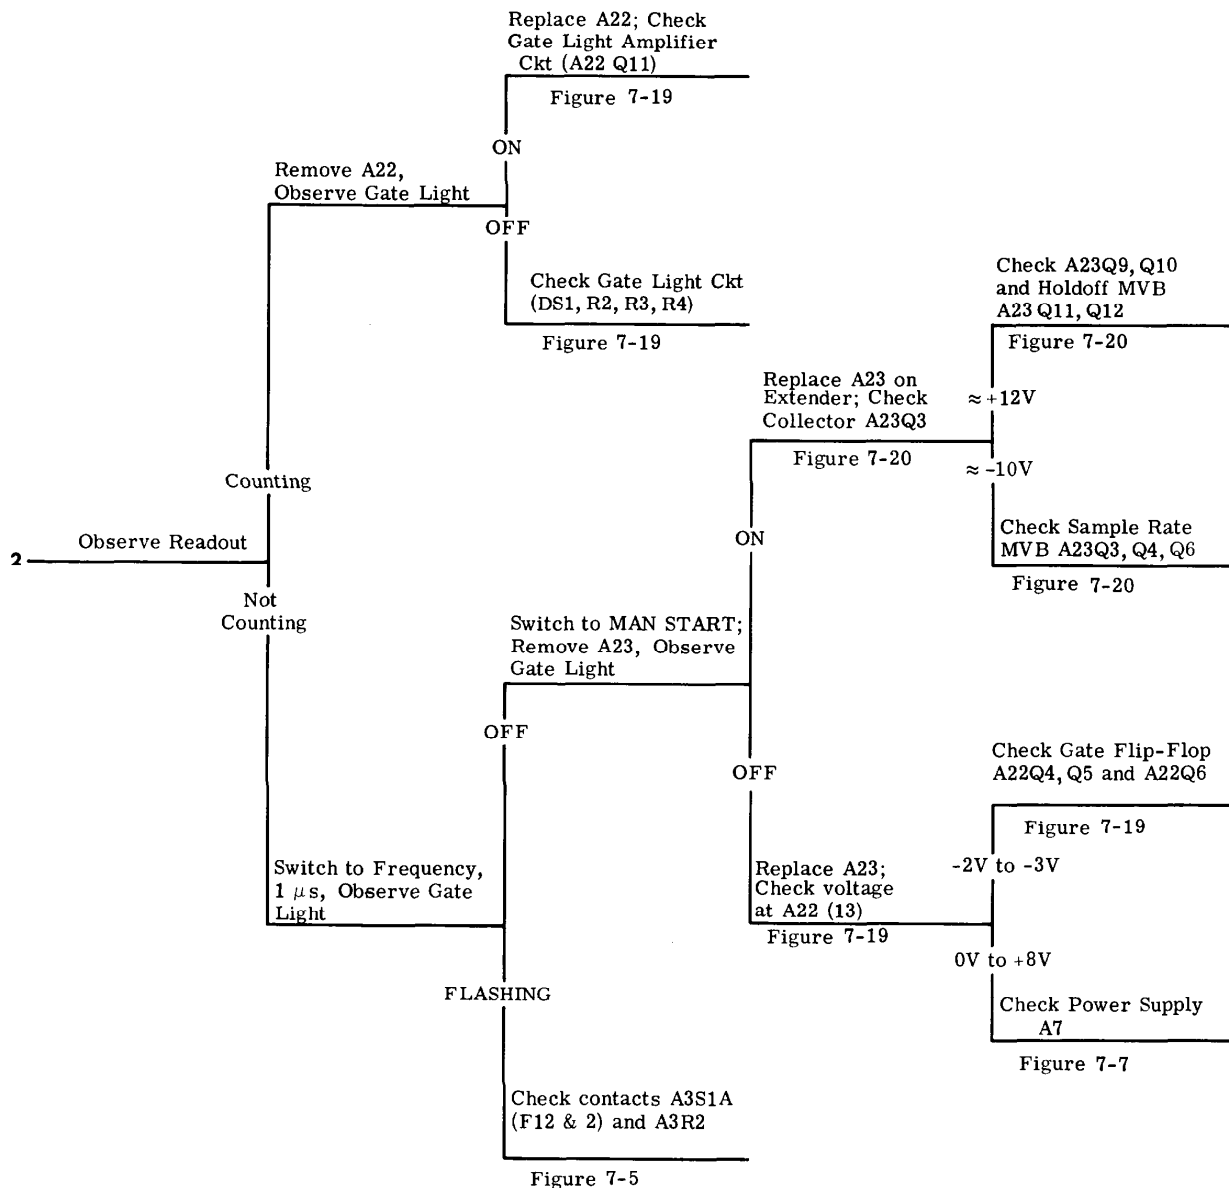 Replace A22; Check
Gate Light Amplifier
Ckt (A22 Q11)
Figure 7-19
ON
Remove A22,
Observe Gate Light
OFF
Check Gate Light Ckt
(DS1, R2, R3, R4)
Figure 7-19
Counting
2
Observe Readout
Not
Counting
Check A23Q9, Q10
and Holdoff MVB
A23 Q11, Q12
Figure 7-20
Replace A23 on
Extender; Check
Collector A23Q3
Figure 7-20
≈ +12V
≈ -10V
Check Sample Rate
MVB A23Q3, Q4, Q6
Figure 7-20
ON
Switch to MAN START;
Remove A23, Observe
Gate Light
OFF
OFF
Check Gate Flip-Flop
A22Q4, Q5 and A22Q6
Figure 7-19
-2V to -3V
Replace A23;
Check voltage
at A22 (13)
Figure 7-19
0V to +8V
Check Power Supply
A7
Figure 7-7
Switch to Frequency,
1 μs, Observe Gate
Light
FLASHING
Check contacts A3S1A
(F12 & 2) and A3R2
Figure 7-5